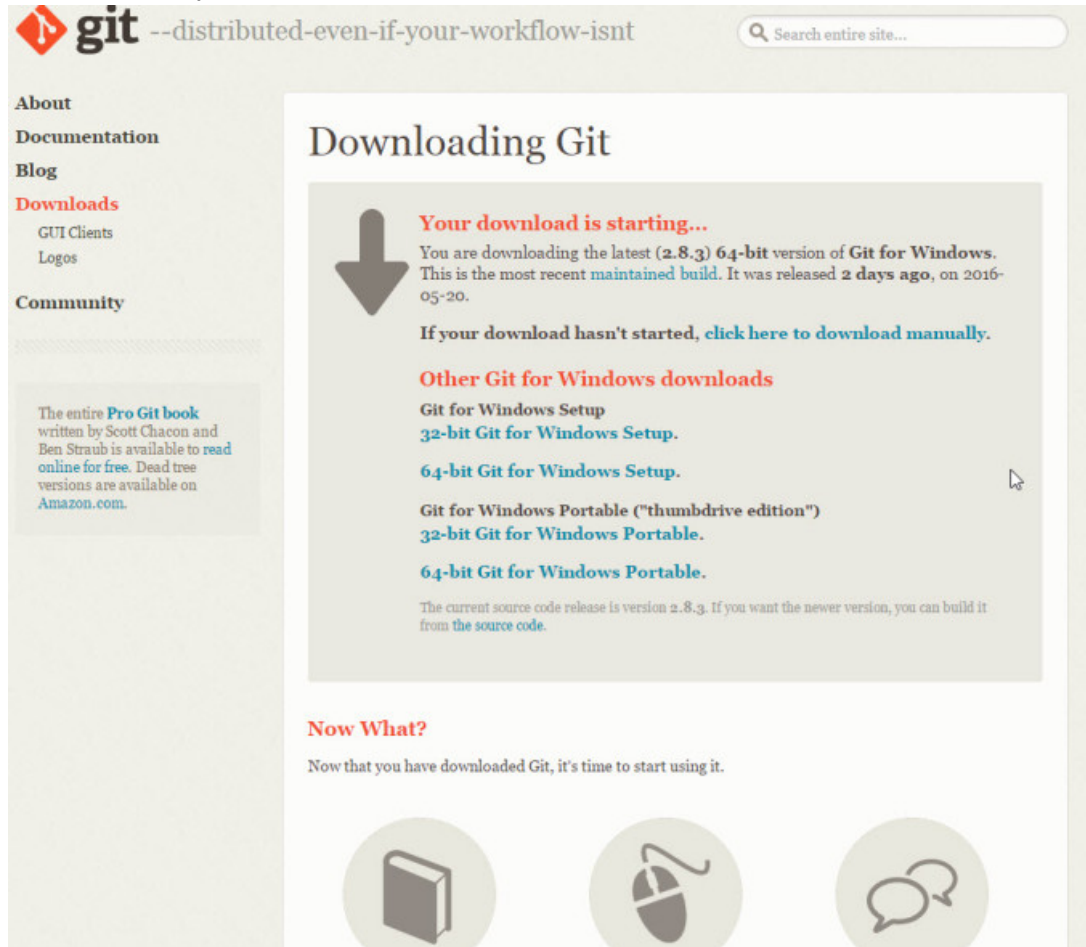 git --distributed-even-if-your-workflow-isnt
Search entire site...
About
Documentation
Blog
Downloads
GUI Clients
Logos
Community
The entire Pro Git book
written by Scott Chacon and
Ben Straub is available to read
online for free. Dead tree
versions are available on
Amazon.com.
Downloading Git
Your download is starting...
You are downloading the latest (2.8.3) 64-bit version of Git for Windows.
This is the most recent maintained build. It was released 2 days ago, on 2016-
05-20.
If your download hasn't started, click here to download manually.
Other Git for Windows downloads
Git for Windows Setup
32-bit Git for Windows Setup.
64-bit Git for Windows Setup.
Git for Windows Portable ("thumbdrive edition")
32-bit Git for Windows Portable.
64-bit Git for Windows Portable.
The current source code release is version 2.8.3. If you want the newer version, you can build it
from the source code.
Now What?
Now that you have downloaded Git, it's time to start using it.